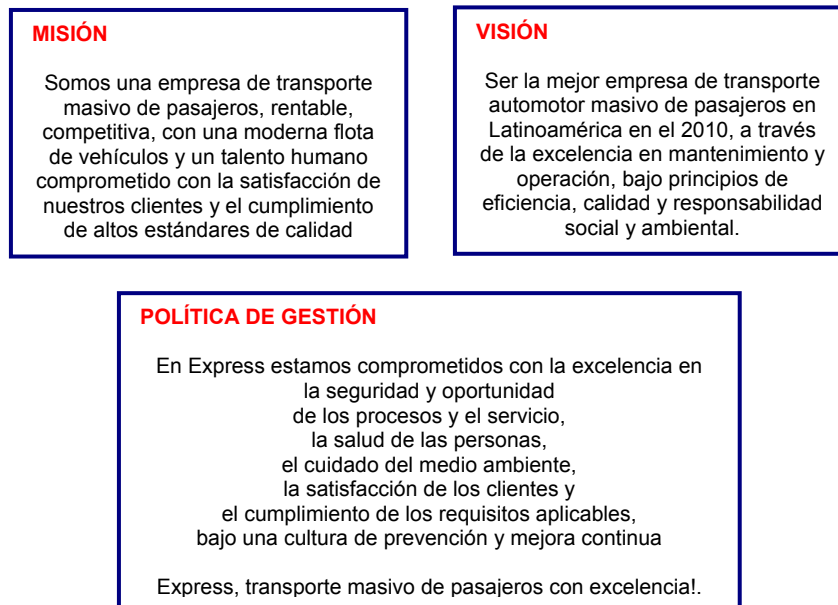 MISIÓN
Somos una empresa de transporte
masivo de pasajeros, rentable,
competitiva, con una moderna flota
de vehículos y un talento humano
comprometido con la satisfacción de
nuestros clientes y el cumplimiento
de altos estándares de calidad
VISIÓN
Ser la mejor empresa de transporte
automotor masivo de pasajeros en
Latinoamérica en el 2010, a través
de la excelencia en mantenimiento y
operación, bajo principios de
eficiencia, calidad y responsabilidad
social y ambiental.
POLÍTICA DE GESTIÓN
En Express estamos comprometidos con la excelencia en
la seguridad y oportunidad
de los procesos y el servicio,
la salud de las personas,
el cuidado del medio ambiente,
la satisfacción de los clientes y
el cumplimiento de los requisitos aplicables,
bajo una cultura de prevención y mejora continua
Express, transporte masivo de pasajeros con excelencia!.